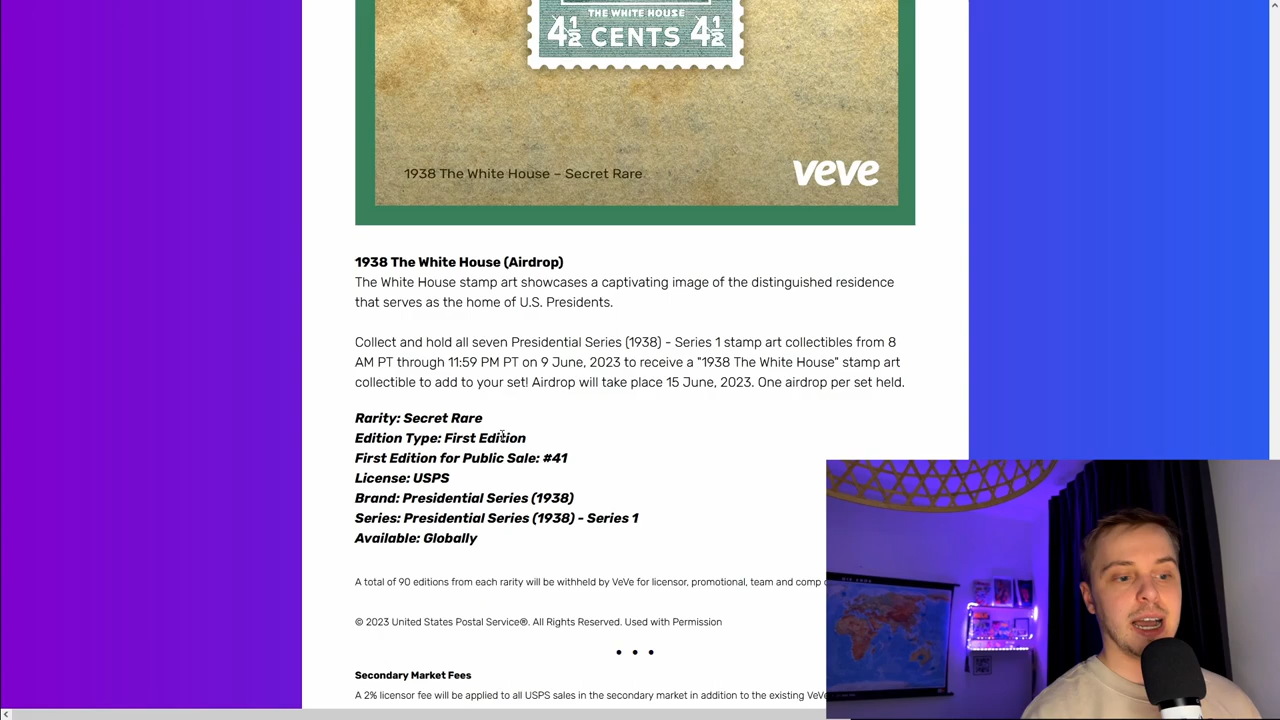 THE WHITE HOUSE
4½ CENTS 4½
1938 The White House – Secret Rare
veve
1938 The White House (Airdrop)
The White House stamp art showcases a captivating image of the distinguished residence
that serves as the home of U.S. Presidents.
Collect and hold all seven Presidential Series (1938) - Series 1 stamp art collectibles from 8
AM PT through 11:59 PM PT on 9 June, 2023 to receive a "1938 The White House" stamp art
collectible to add to your set! Airdrop will take place 15 June, 2023. One airdrop per set held.
Rarity: Secret Rare
Edition Type: First Edition
First Edition for Public Sale: #41
License: USPS
Brand: Presidential Series (1938)
Series: Presidential Series (1938) - Series 1
Available: Globally
A total of 90 editions from each rarity will be withheld by VeVe for licensor, promotional, team and comp
© 2023 United States Postal Service®. All Rights Reserved. Used with Permission
• • •
Secondary Market Fees
A 2% licensor fee will be applied to all USPS sales in the secondary market in addition to the existing VeVe